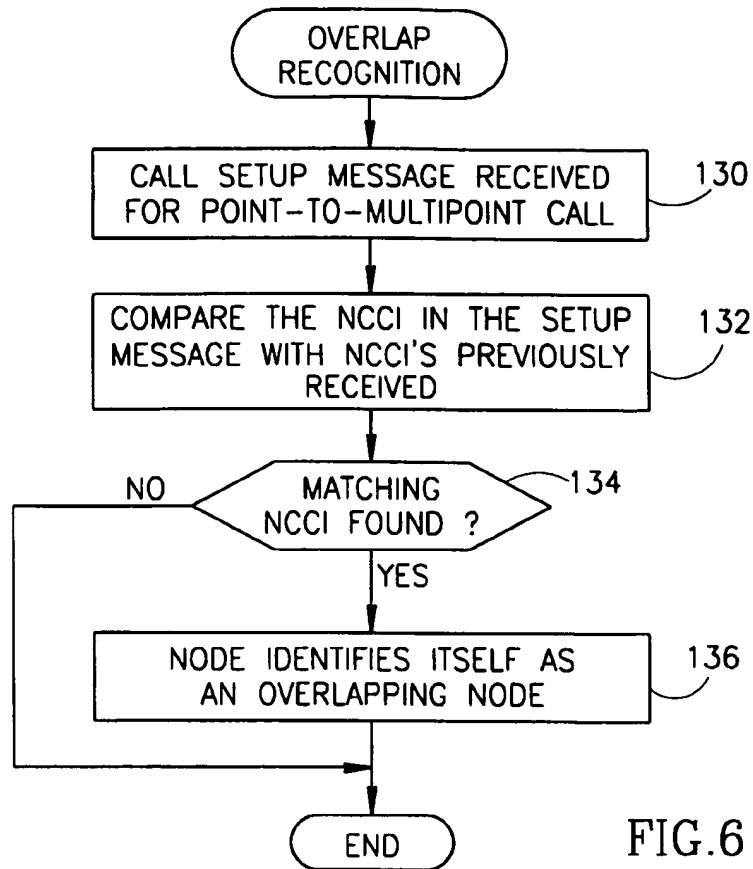 OVERLAP
RECOGNITION
CALL SETUP MESSAGE RECEIVED
FOR POINT-TO-MULTIPOINT CALL
130
COMPARE THE NCCI IN THE SETUP
MESSAGE WITH NCCI'S PREVIOUSLY
RECEIVED
132
MATCHING
NCCI FOUND ?
134
NO
YES
NODE IDENTIFIES ITSELF AS
AN OVERLAPPING NODE
136
END
FIG.6